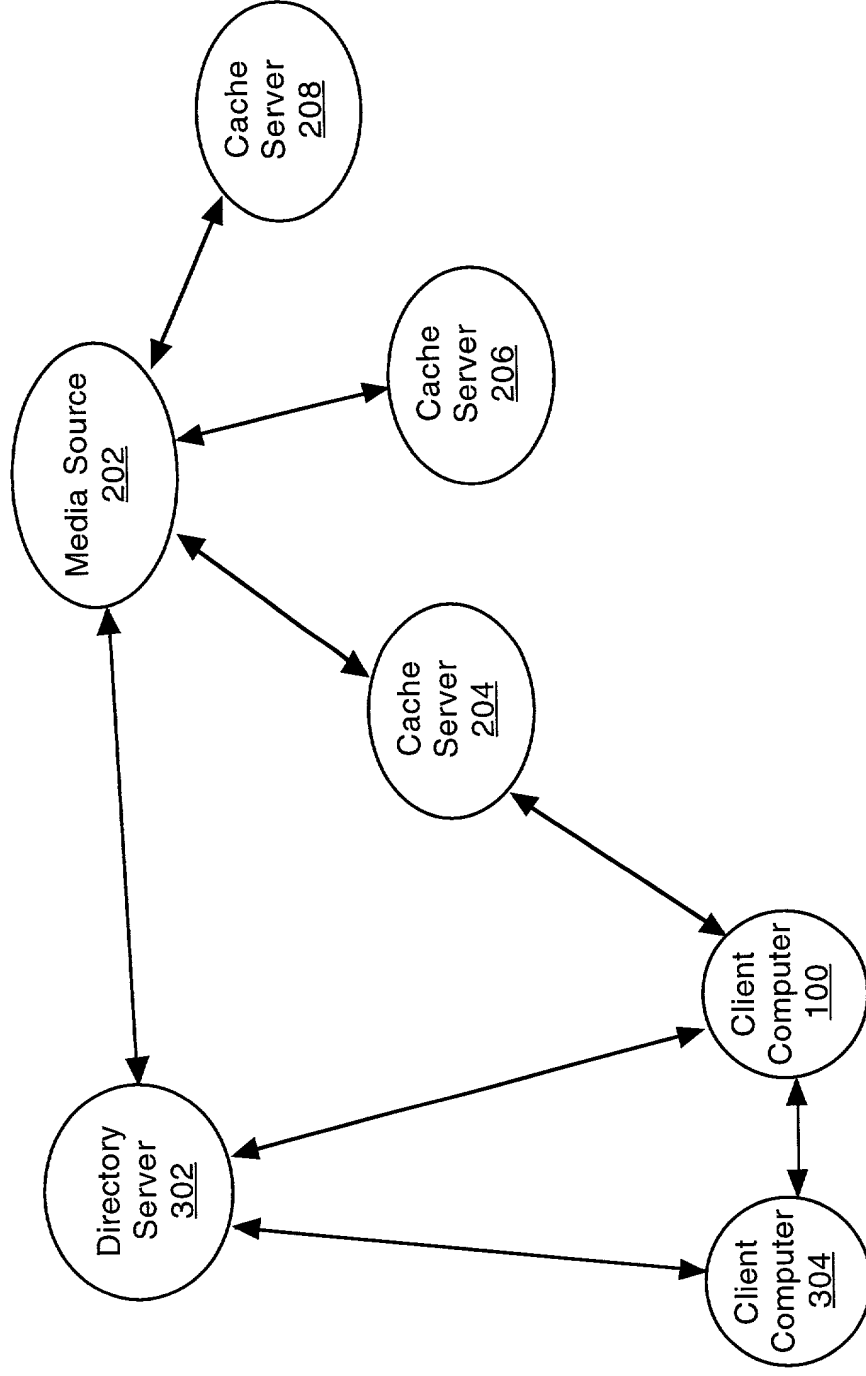 Directory
Server
302
Media Source
202
Cache
Server
208
Cache
Server
206
Cache
Server
204
Client
Computer
100
Client
Computer
304